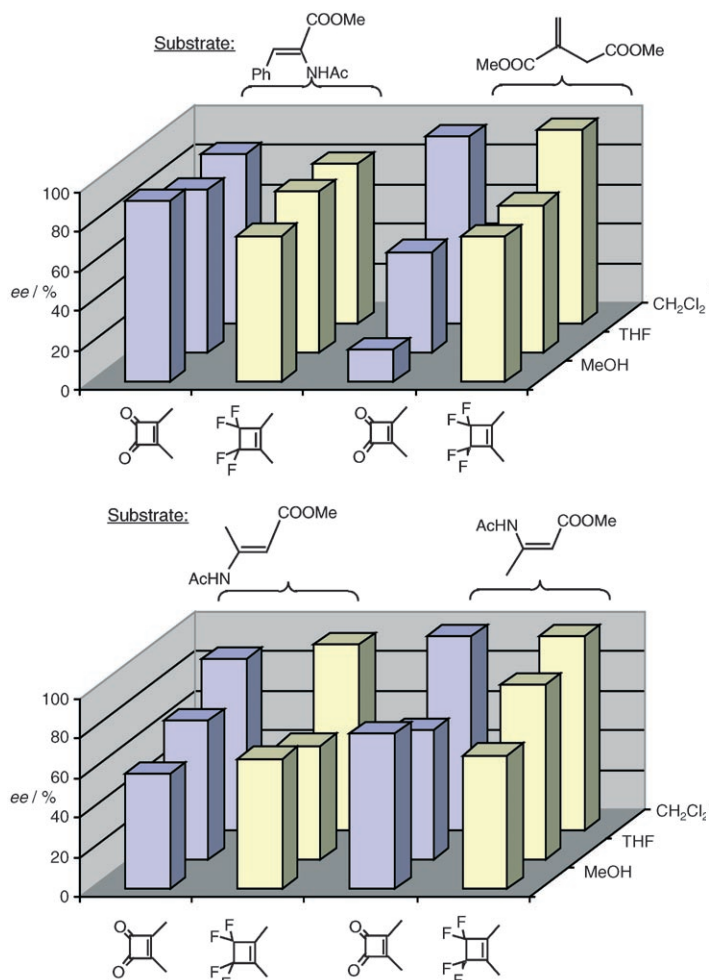 Substrate:
COOMe
Ph
NHAc
MeOOC
COOMe
100
80
60
ee / %
40
20
0
CH2Cl2
THF
MeOH
O
O
F
F
F
F
O
O
F
F
F
F
Substrate:
COOMe
AcHN
AcHN
COOMe
100
80
60
ee / %
40
20
0
CH2Cl2
THF
MeOH
O
O
F
F
F
F
O
O
F
F
F
F